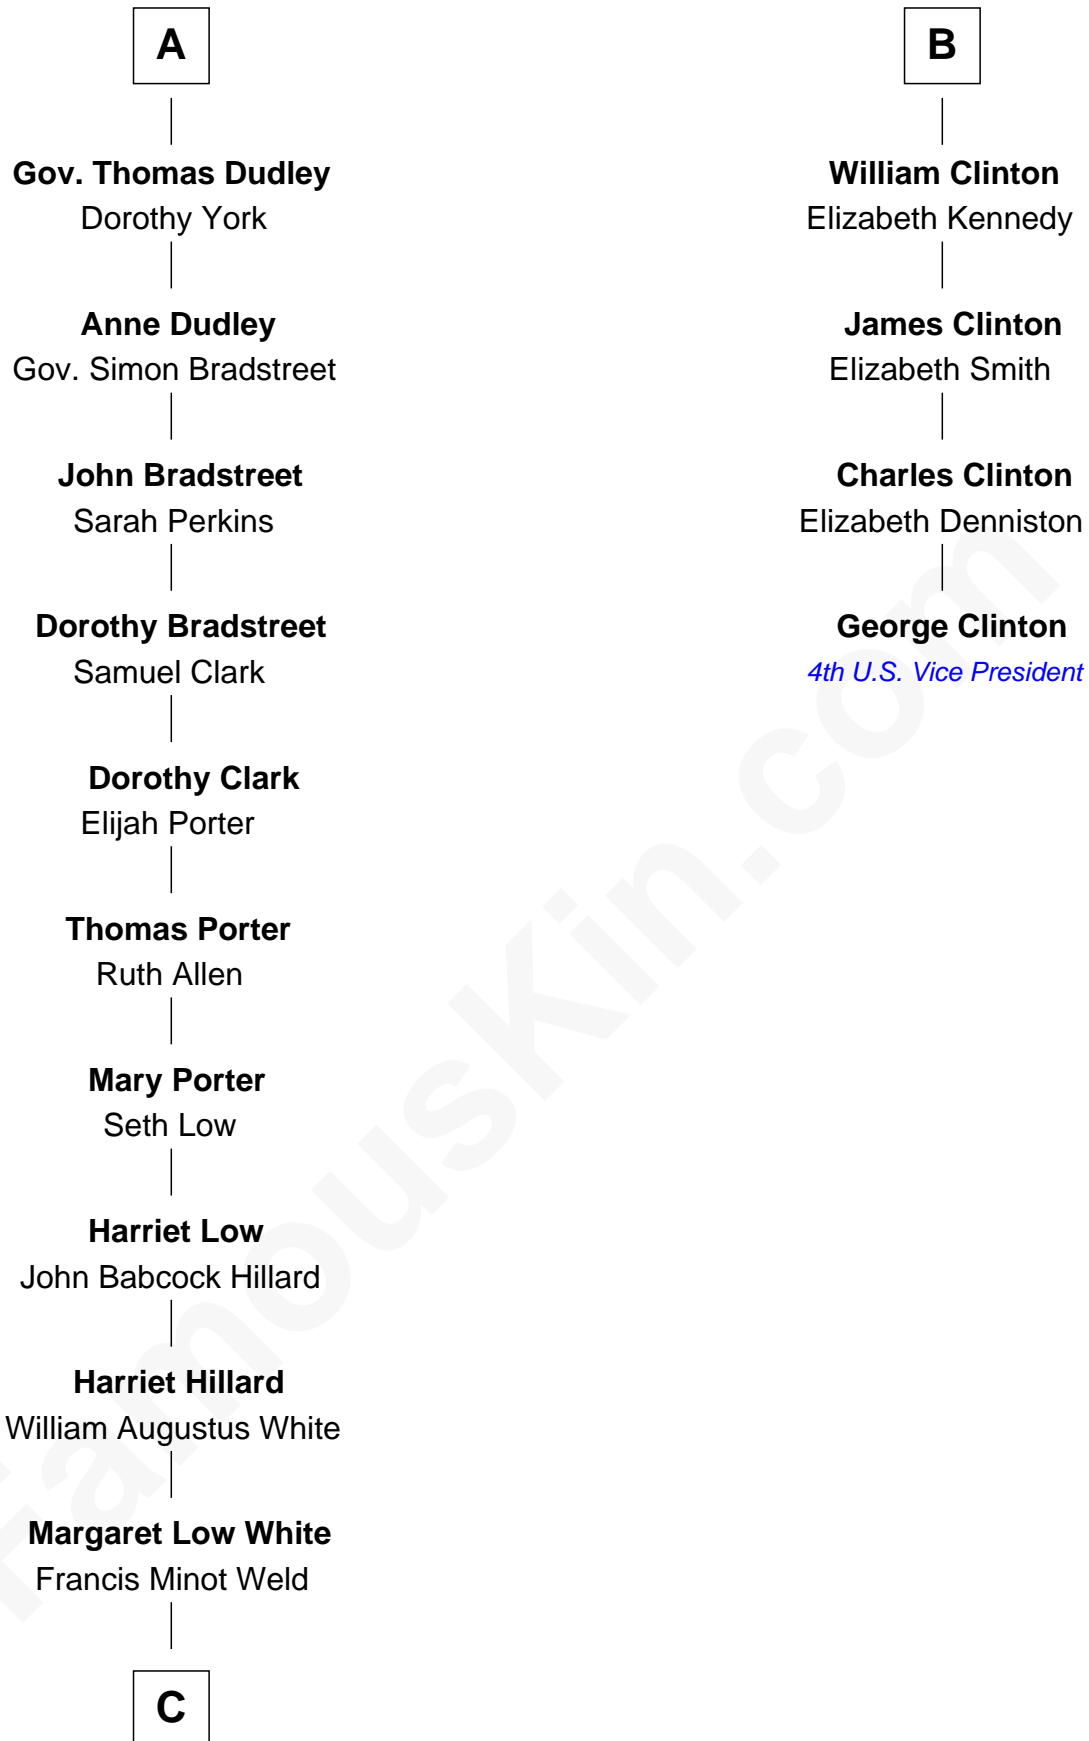 A
Gov. Thomas Dudley
Dorothy York
Anne Dudley
Gov. Simon Bradstreet
John Bradstreet
Sarah Perkins
Dorothy Bradstreet
Samuel Clark
Dorothy Clark
Elijah Porter
Thomas Porter
Ruth Allen
Mary Porter
Seth Low
Harriet Low
John Babcock Hillard
Harriet Hillard
William Augustus White
Margaret Low White
Francis Minot Weld
C
B
William Clinton
Elizabeth Kennedy
James Clinton
Elizabeth Smith
Charles Clinton
Elizabeth Denniston
George Clinton
4th U.S. Vice President
FamousKin.com